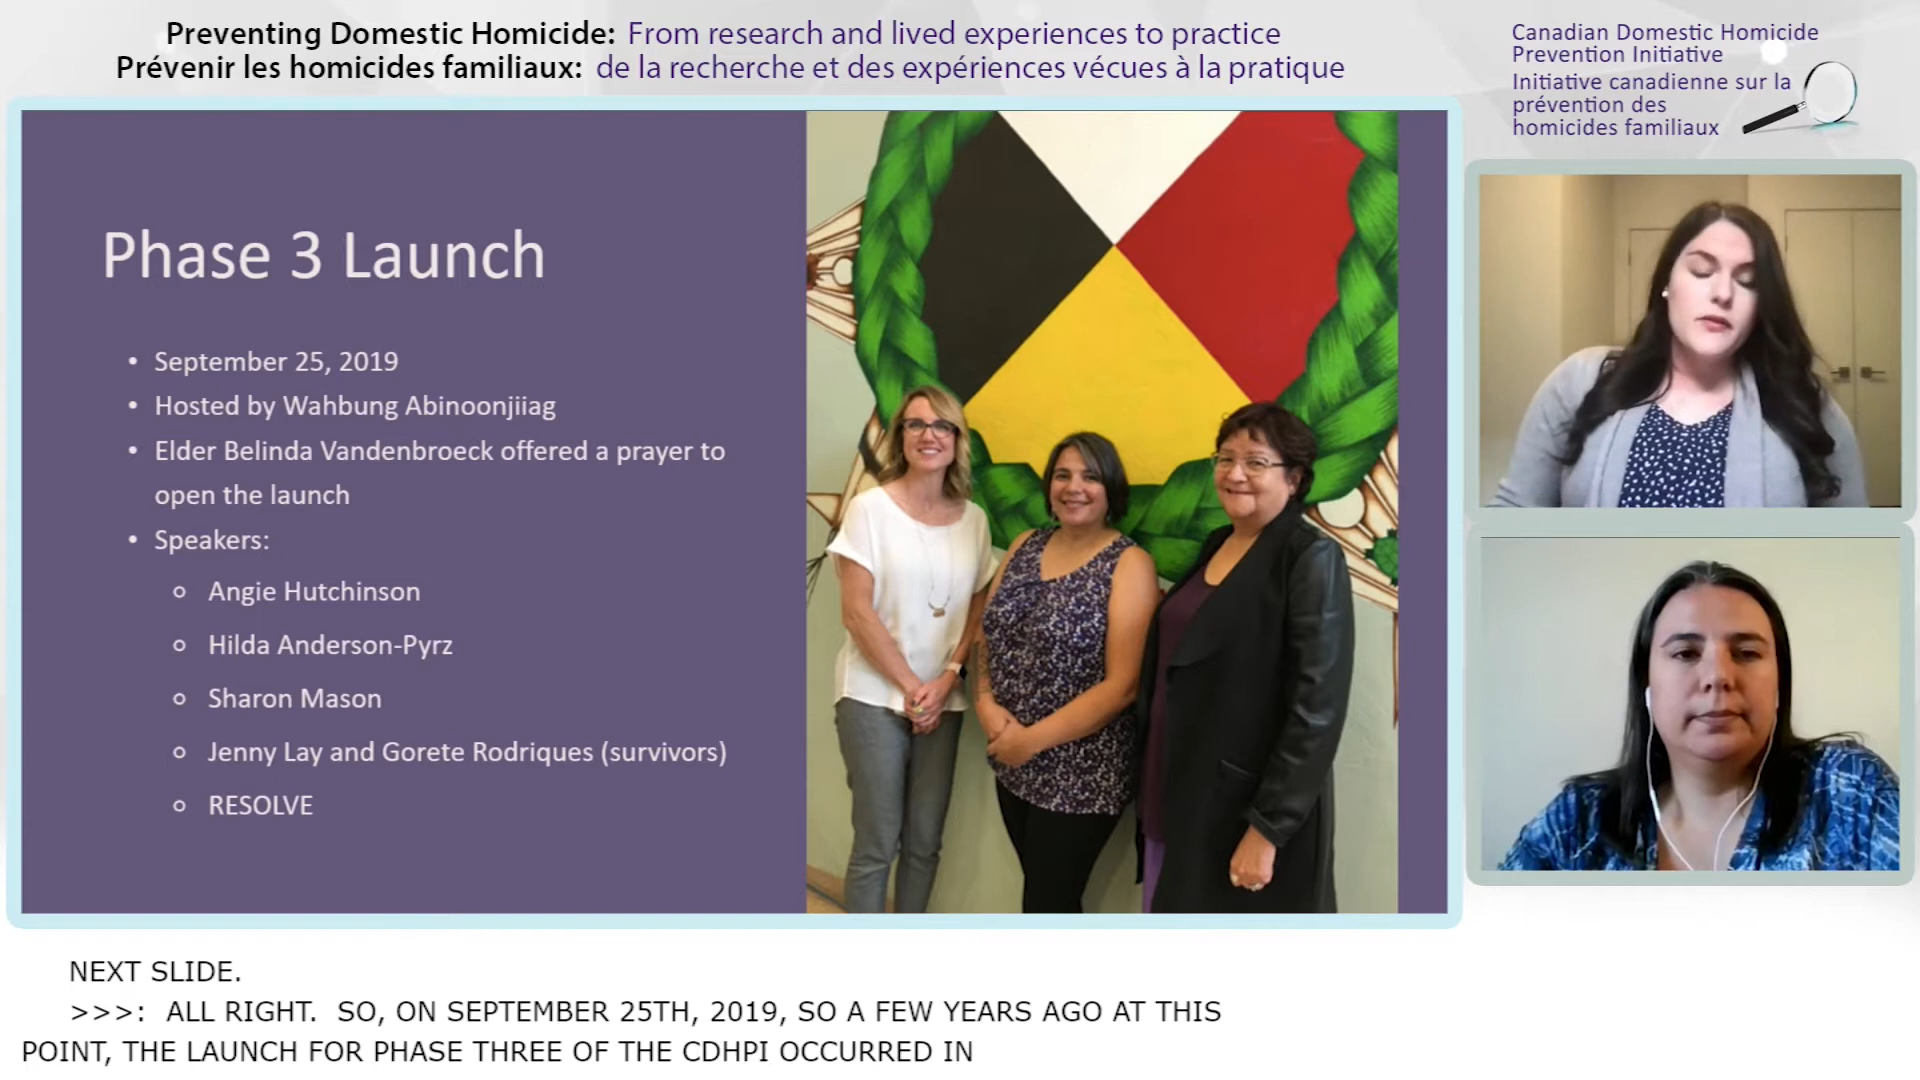 Preventing Domestic Homicide: From research and lived experiences to practice
Prévenir les homicides familiaux: de la recherche et des expériences vécues à la pratique
Canadian Domestic Homicide
Prevention Initiative
Initiative canadienne sur la
prévention des
homicides familiaux
Phase 3 Launch
• September 25, 2019
• Hosted by Wahbung Abinoonjiiag
• Elder Belinda Vandenbroeck offered a prayer to
open the launch
• Speakers:
○ Angie Hutchinson
○ Hilda Anderson-Pyrz
○ Sharon Mason
○ Jenny Lay and Gorete Rodriques (survivors)
○ RESOLVE
NEXT SLIDE.
>>>: ALL RIGHT. SO, ON SEPTEMBER 25TH, 2019, SO A FEW YEARS AGO AT THIS
POINT, THE LAUNCH FOR PHASE THREE OF THE CDHPI OCCURRED IN